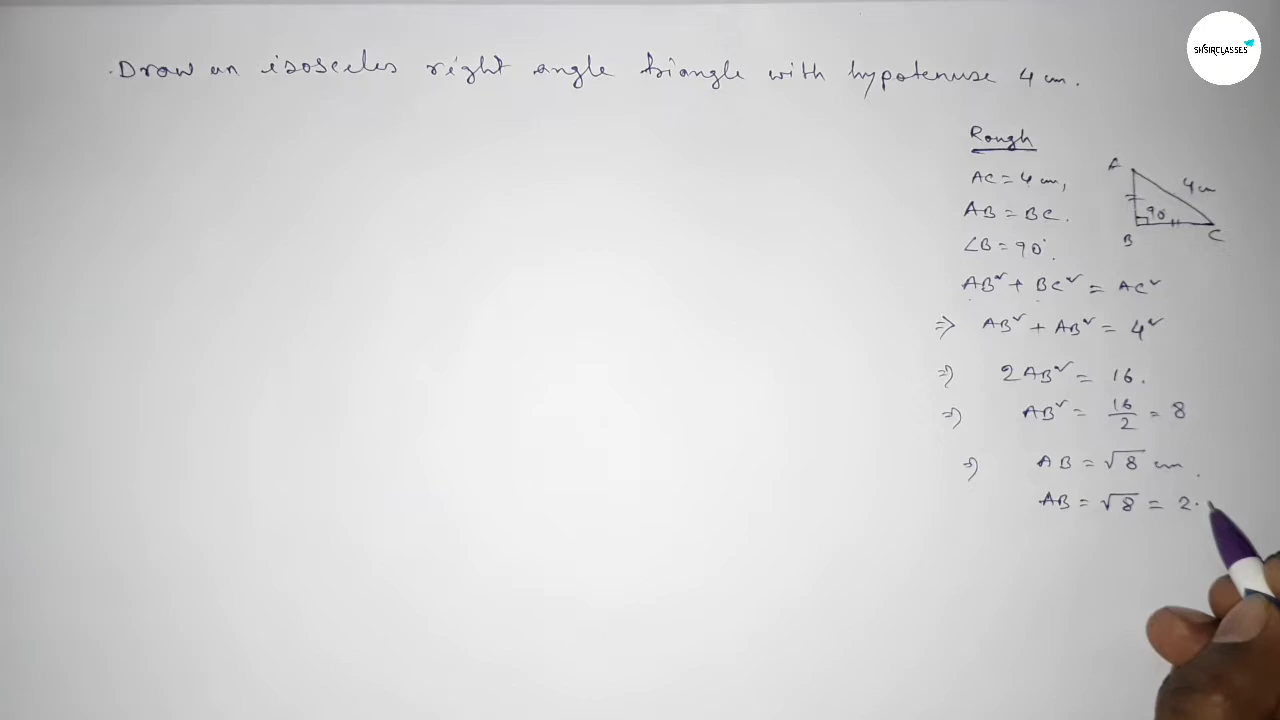 Draw an isosceles right angle triangle with hypotenuse 4 cm.
SHSIRCLASSES
Rough
AC = 4 cm,
AB = BC.
∠B = 90°.
A
4 cm
90°
B
C
AB² + BC² = AC²
⇒ AB² + AB² = 4²
⇒ 2AB² = 16.
⇒ AB² = 16/2 = 8
⇒ AB = √8 cm.
AB = √8 = 2.